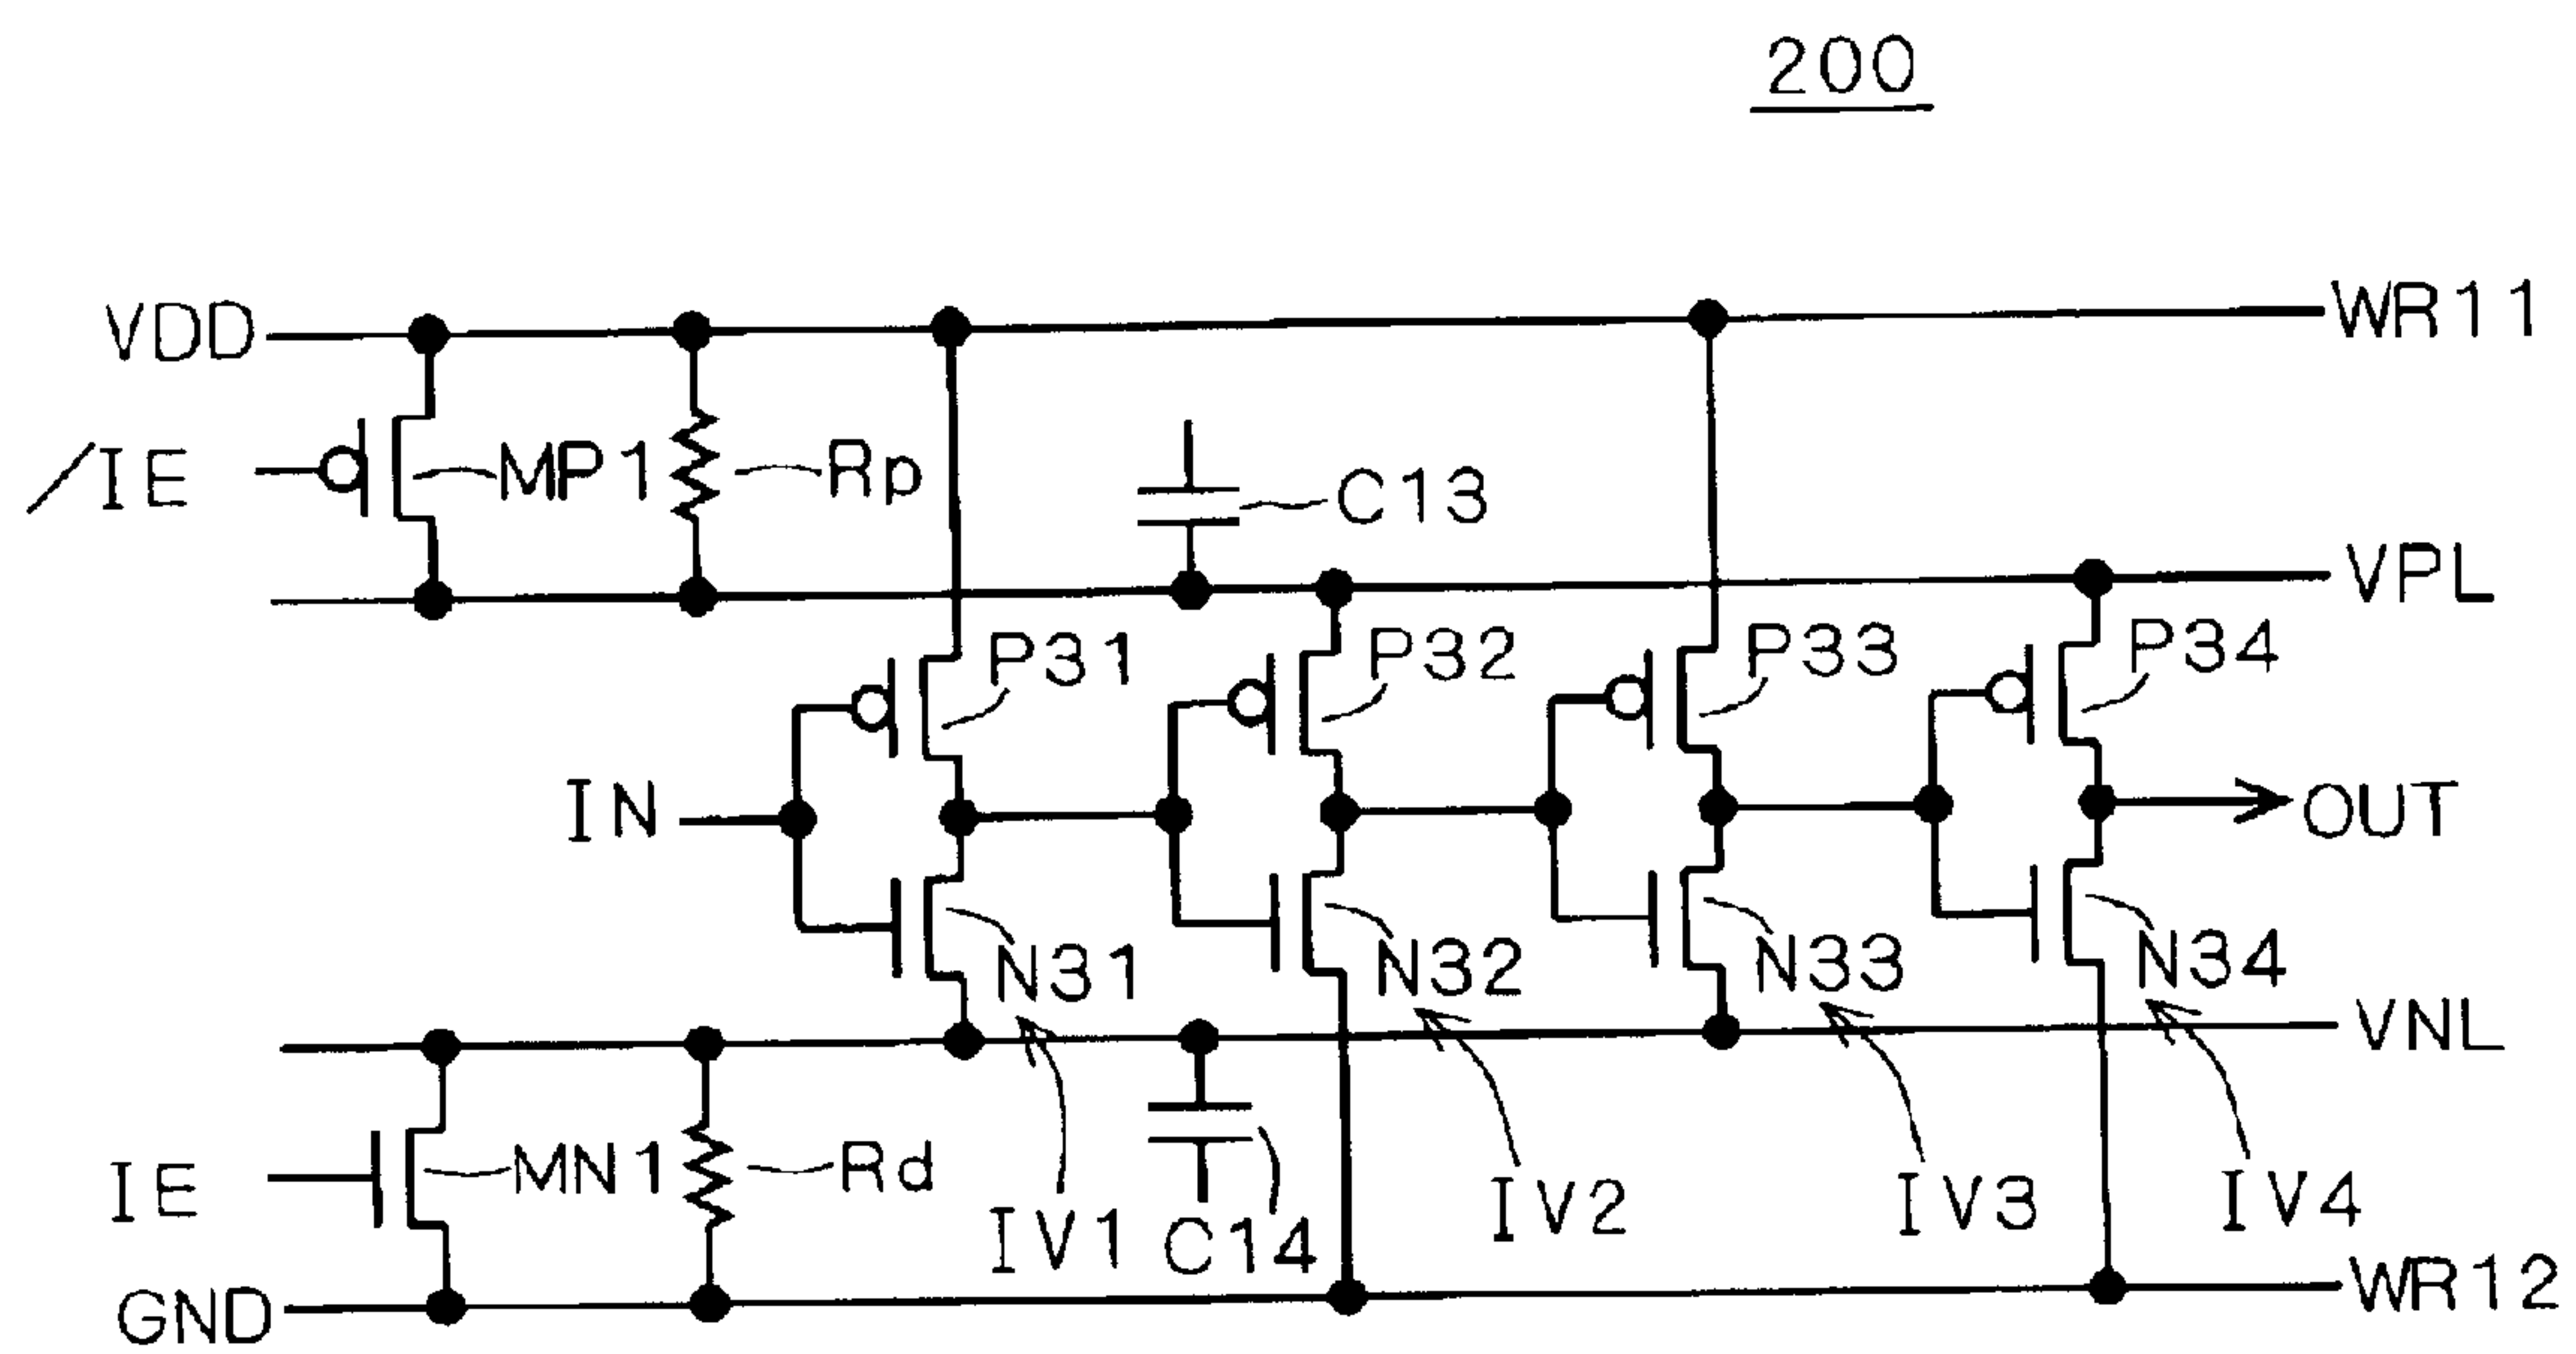 200
VDD
WR11
/IE
MP1
Rp
C13
VPL
P31
P32
P33
P34
IN
OUT
N31
N32
N33
N34
VNL
IE
MN1
Rd
IV1
C14
IV2
IV3
IV4
GND
WR12